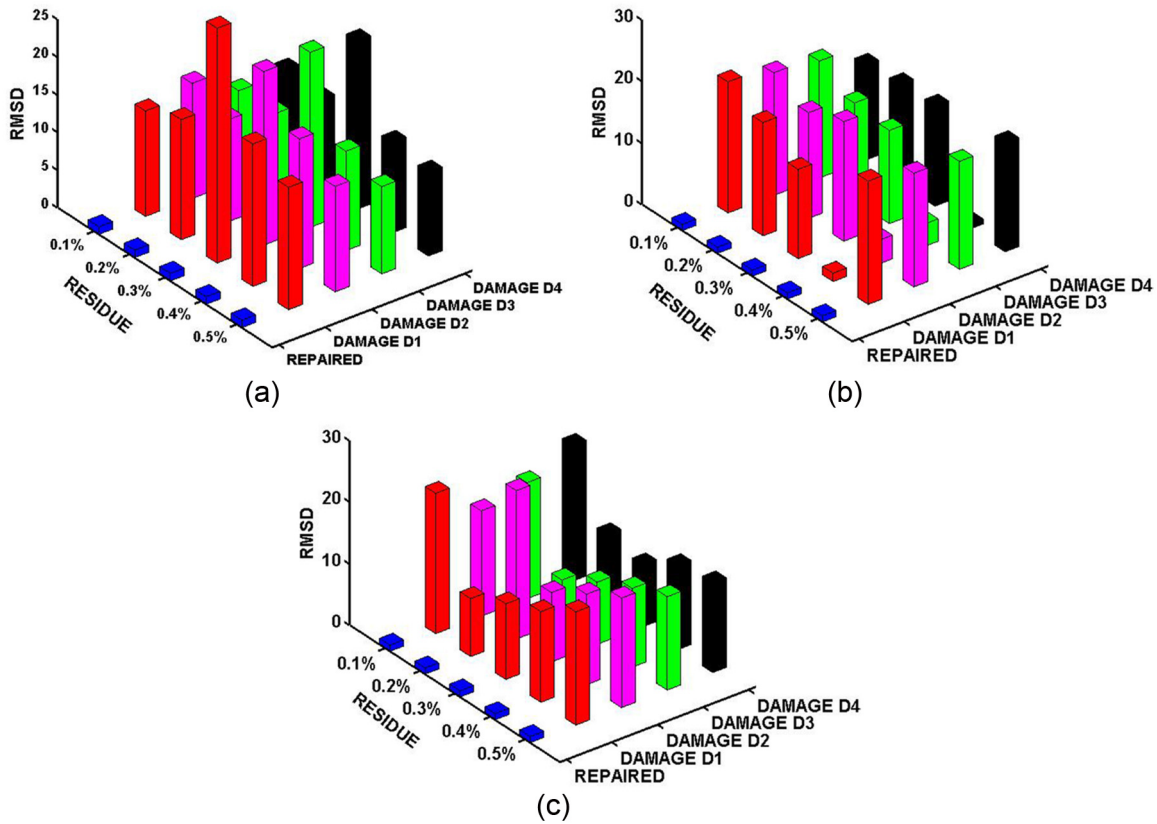 25
20
15
10
5
0
RMSD
0.1%
0.2%
0.3%
0.4%
0.5%
RESIDUE
DAMAGE D4
DAMAGE D3
DAMAGE D2
DAMAGE D1
REPAIRED
(a)
30
20
10
0
RMSD
0.1%
0.2%
0.3%
0.4%
0.5%
RESIDUE
DAMAGE D4
DAMAGE D3
DAMAGE D2
DAMAGE D1
REPAIRED
(b)
30
20
10
0
RMSD
0.1%
0.2%
0.3%
0.4%
0.5%
RESIDUE
DAMAGE D4
DAMAGE D3
DAMAGE D2
DAMAGE D1
REPAIRED
(c)